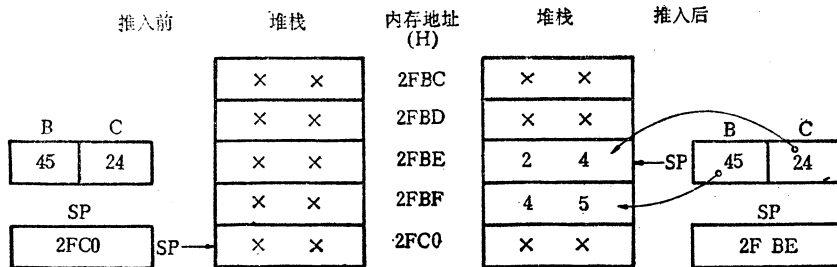 推入前 堆栈 内存地址 堆栈 推入后
(H)
× × 2FBC × ×
× × 2FBD × ×
B C B C
45 24 × × 2FBE 2 4 SP 45 24
× × 2FBF 4 5
SP SP
2FC0 SP × × 2FC0 × × 2F BE